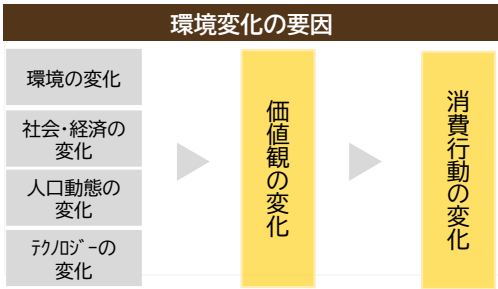 環境変化の要因
環境の変化
社会・経済の
変化
人口動態の
変化
ﾃｸﾉﾛｼﾞｰの
変化
価値観の変化
消費行動の変化